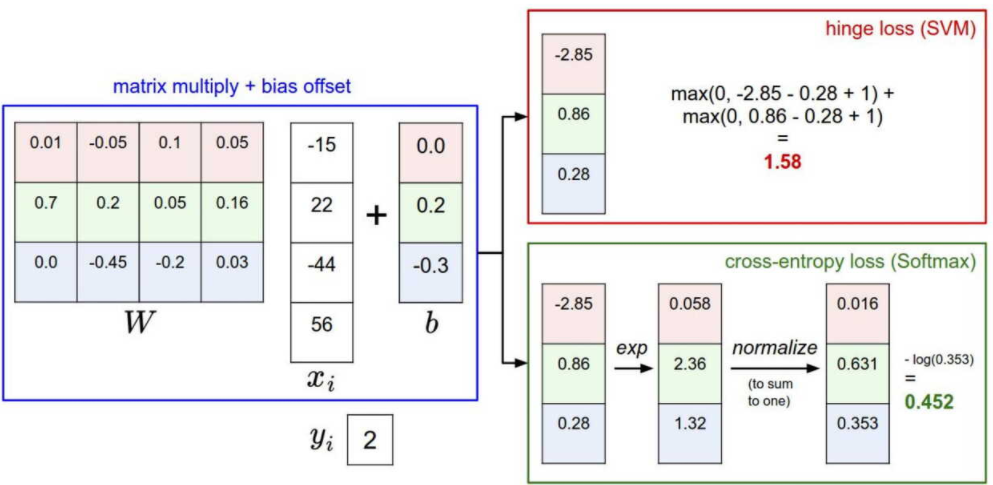 matrix multiply + bias offset
0.01 -0.05 0.1 0.05
0.7 0.2 0.05 0.16
0.0 -0.45 -0.2 0.03
W
-15
22
-44
56
xi
+
0.0
0.2
-0.3
b
yi 2
hinge loss (SVM)
-2.85
0.86
0.28
max(0, -2.85 - 0.28 + 1) +
max(0, 0.86 - 0.28 + 1)
=
1.58
cross-entropy loss (Softmax)
-2.85
0.86
0.28
exp
0.058
2.36
1.32
normalize
(to sum
to one)
0.016
0.631
0.353
- log(0.353)
=
0.452